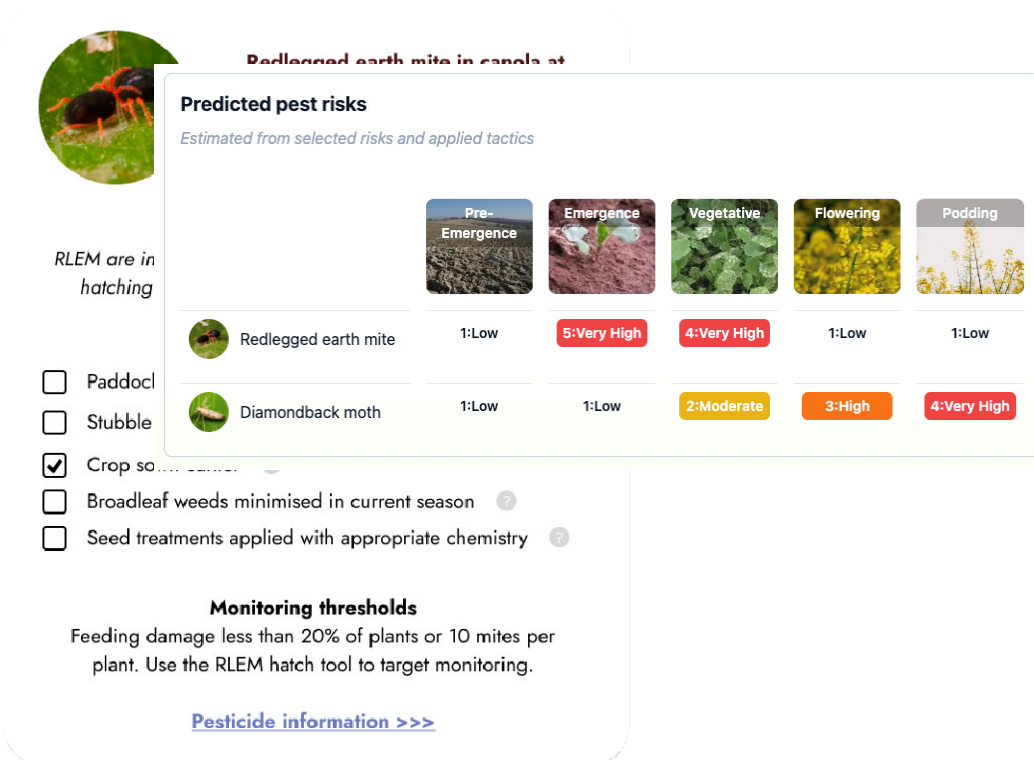 Redlegged earth mite in canola at
Predicted pest risks
Estimated from selected risks and applied tactics
Pre-
Emergence
Emergence
Vegetative
Flowering
Podding
Redlegged earth mite
1:Low
5:Very High
4:Very High
1:Low
1:Low
Diamondback moth
1:Low
1:Low
2:Moderate
3:High
4:Very High
RLEM are in
hatching
Stubble
Crop
Broadleaf weeds minimised in current season ?
Seed treatments applied with appropriate chemistry ?
Monitoring thresholds
Feeding damage less than 20% of plants or 10 mites per
plant. Use the RLEM hatch tool to target monitoring.
Pesticide information >>>